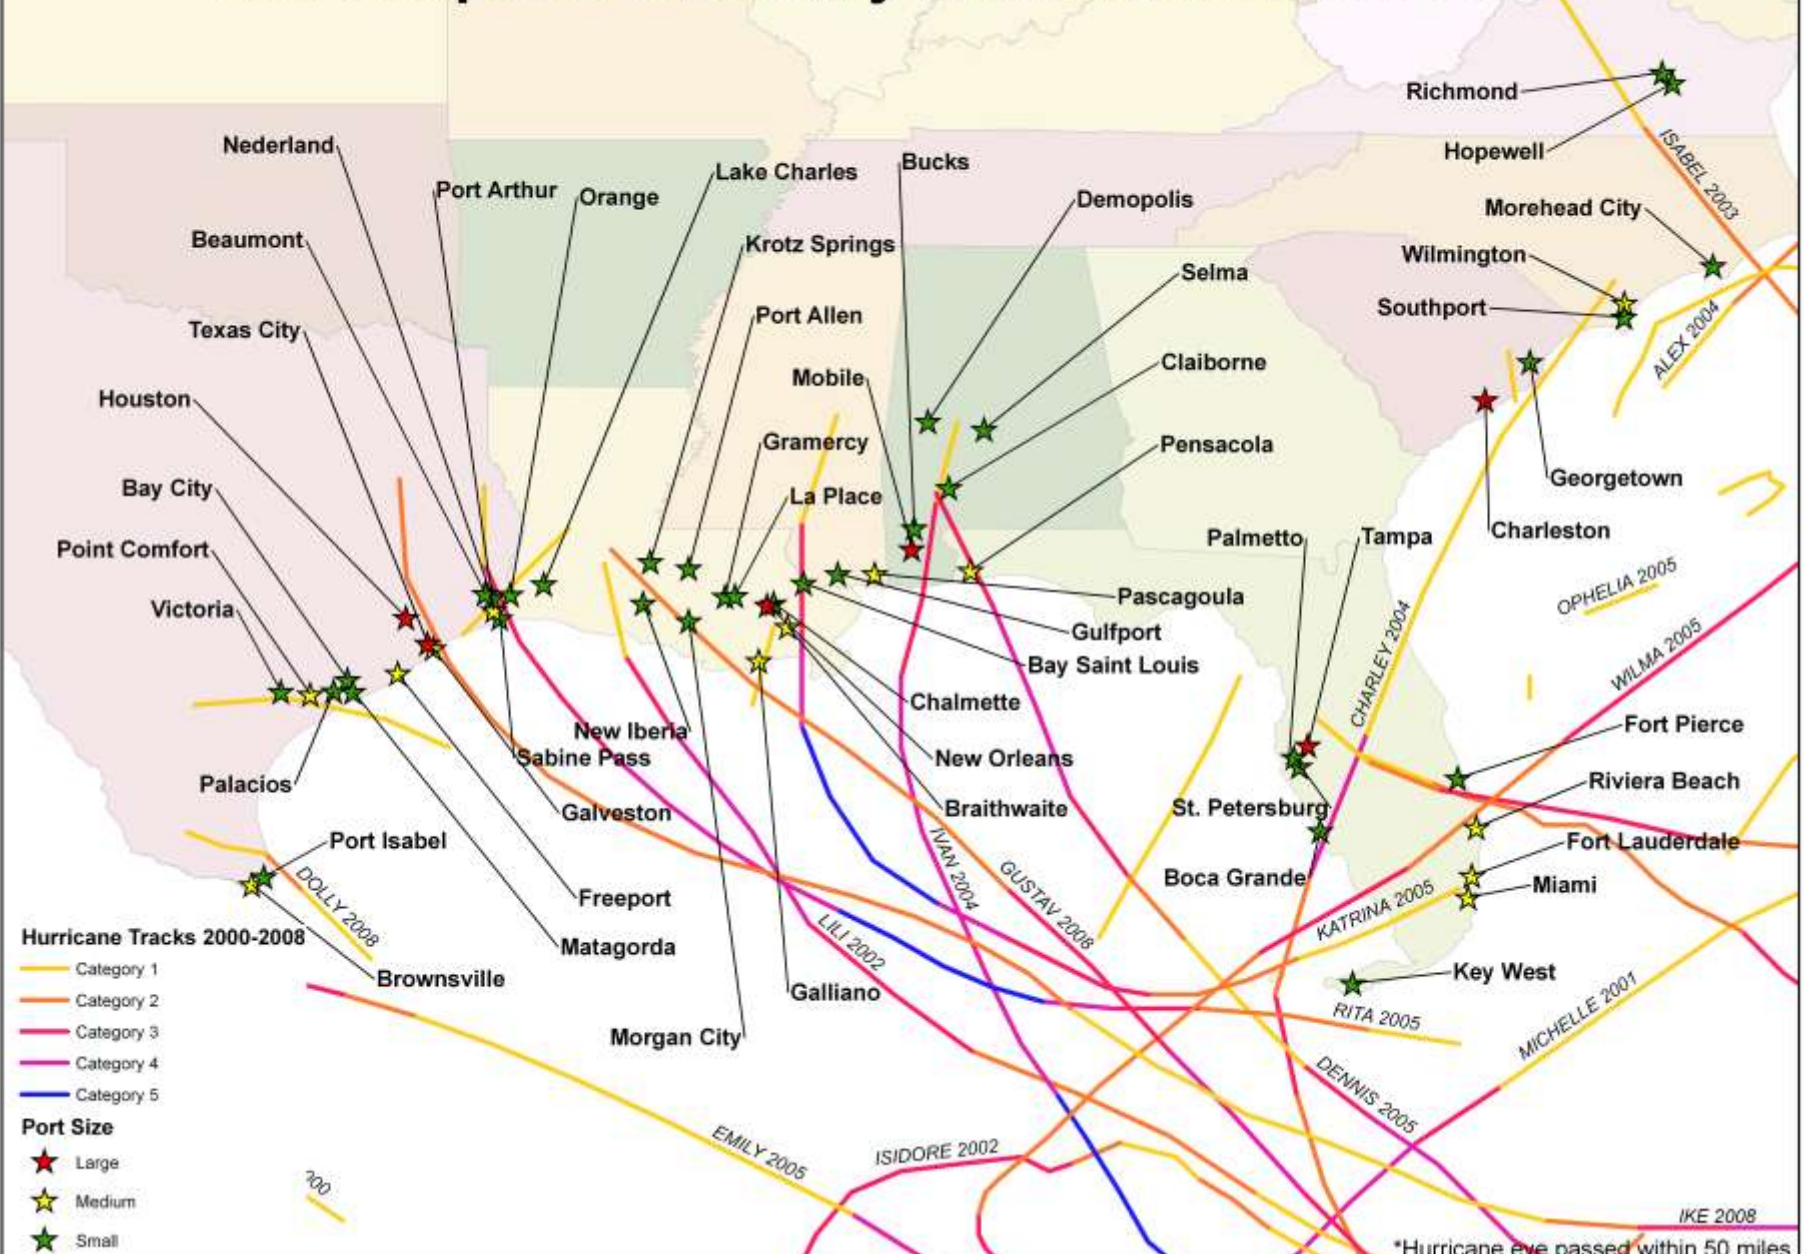 Richmond
Hopewell
ISABEL 2003
Nederland
Port Arthur
Orange
Lake Charles
Bucks
Demopolis
Morehead City
Beaumont
Krotz Springs
Selma
Wilmington
Southport
ALEX 2004
Texas City
Port Allen
Mobile
Claiborne
Houston
Gramercy
Pensacola
Georgetown
Bay City
La Place
Charleston
Point Comfort
Palmetto
Tampa
Victoria
Pascagoula
Gulfport
Bay Saint Louis
OPHELIA 2005
CHARLEY 2004
WILMA 2005
Chalmette
New Iberia
Sabine Pass
New Orleans
Fort Pierce
Palacios
Galveston
Braithwaite
St. Petersburg
Riviera Beach
Port Isabel
Fort Lauderdale
DOLLY 2008
Freeport
IVAN 2004
GUSTAV 2008
Boca Grande
Miami
KATRINA 2005
Matagorda
LILI 2002
Brownsville
Galliano
Key West
Morgan City
RITA 2005
MICHELLE 2001
DENNIS 2005
EMILY 2005
ISIDORE 2002
IKE 2008
Hurricane Tracks 2000-2008
Category 1
Category 2
Category 3
Category 4
Category 5
Port Size
Large
Medium
Small
*Hurricane eye passed within 50 miles